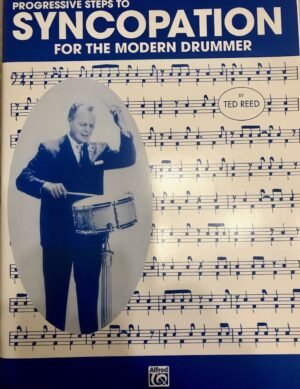 PROGRESSIVE STEPS TO
SYNCOPATION
FOR THE MODERN DRUMMER
BY
TED REED
Alfred